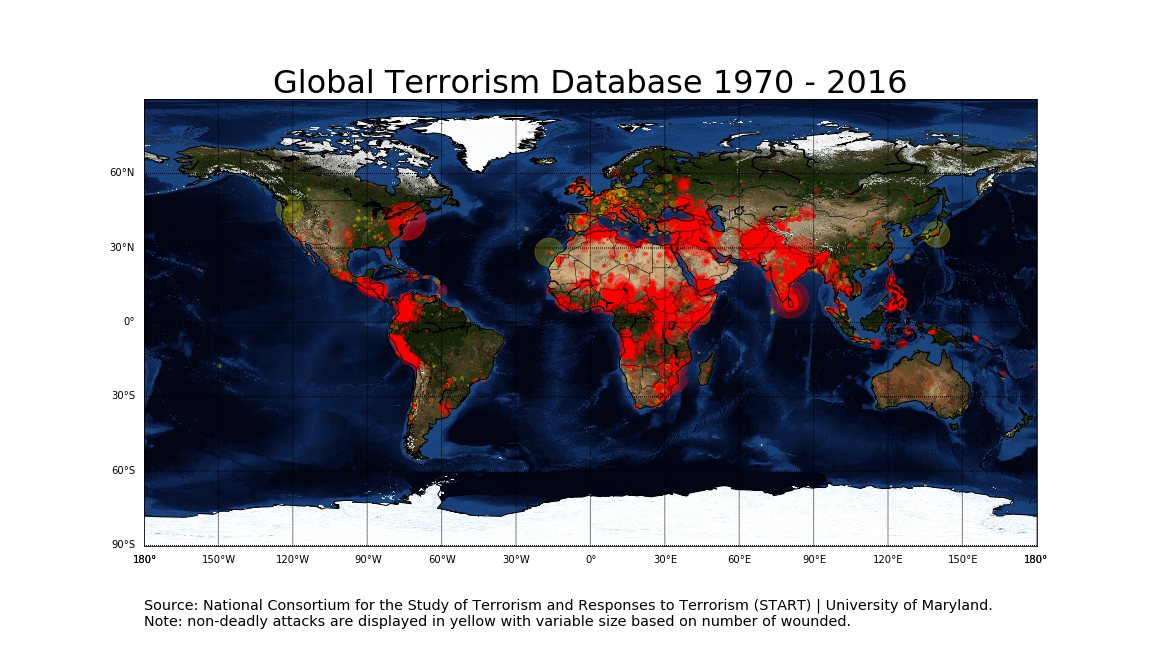 Global Terrorism Database 1970 - 2016
60°N
30°N
0°
30°S
60°S
90°S
180° 150°W 120°W 90°W 60°W 30°W 0° 30°E 60°E 90°E 120°E 150°E 180°
Source: National Consortium for the Study of Terrorism and Responses to Terrorism (START) | University of Maryland.
Note: non-deadly attacks are displayed in yellow with variable size based on number of wounded.